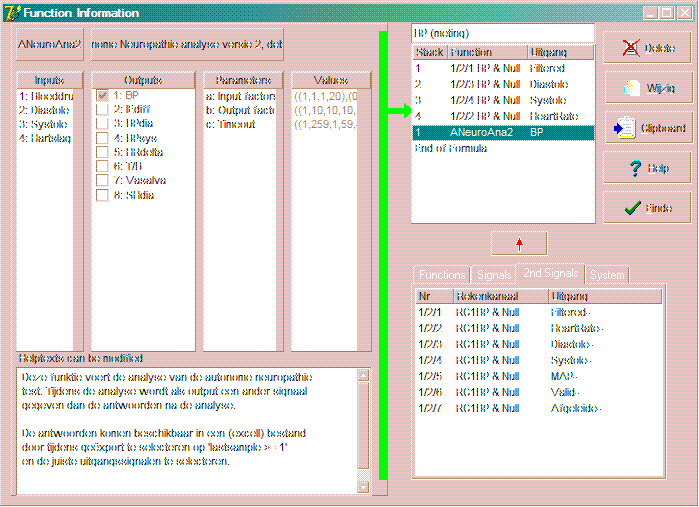 Function Information
ANeuroAna2
nome Neuropathie analyse versie 2, det
Inputs
1: Bloeddru
2: Diastole
3: Systole
4: Hartslag
Outputs
1: BP
2: IRdiff
3: BPdia
4: BPsys
5: BRdelta
6: T/B
7: Vasalva
8: SHdia
Parameters
a: Input factors
b: Output facto
c: Timeout
Values
((1,1,1,20),(0
((1,10,10,10,
((1,259,1,59,
Helptexts can be modified
Deze funktie voert de analyse van de autonome neuropathie
test. Tijdens de analyse wordt als output een ander signaal
gegeven dan de antwoorden na de analyse.
De antwoorden komen beschikbaar in een (excell) bestand
door tijdens geëxport te selecteren op 'lastsample > -1'
en de juiste uitgangssignalen te selecteren.
BP (meting)
Stack Function Uitgang
1 1/2/1 BP & Null Filtered
2 1/2/3 BP & Null Diastole
3 1/2/4 BP & Null Systole
4 1/2/2 BP & Null HeartRate
1 ANeuroAna2 BP
End of Formula
Delete
Wijzig
Clipboard
Help
Einde
Functions Signals 2nd Signals System
Nr Rekenkanaal Uitgang
1/2/1 RC1BP & Null Filtered -
1/2/2 RC1BP & Null HeartRate -
1/2/3 RC1BP & Null Diastole -
1/2/4 RC1BP & Null Systole -
1/2/5 RC1BP & Null MAP -
1/2/6 RC1BP & Null Valid -
1/2/7 RC1BP & Null Afgeleide -